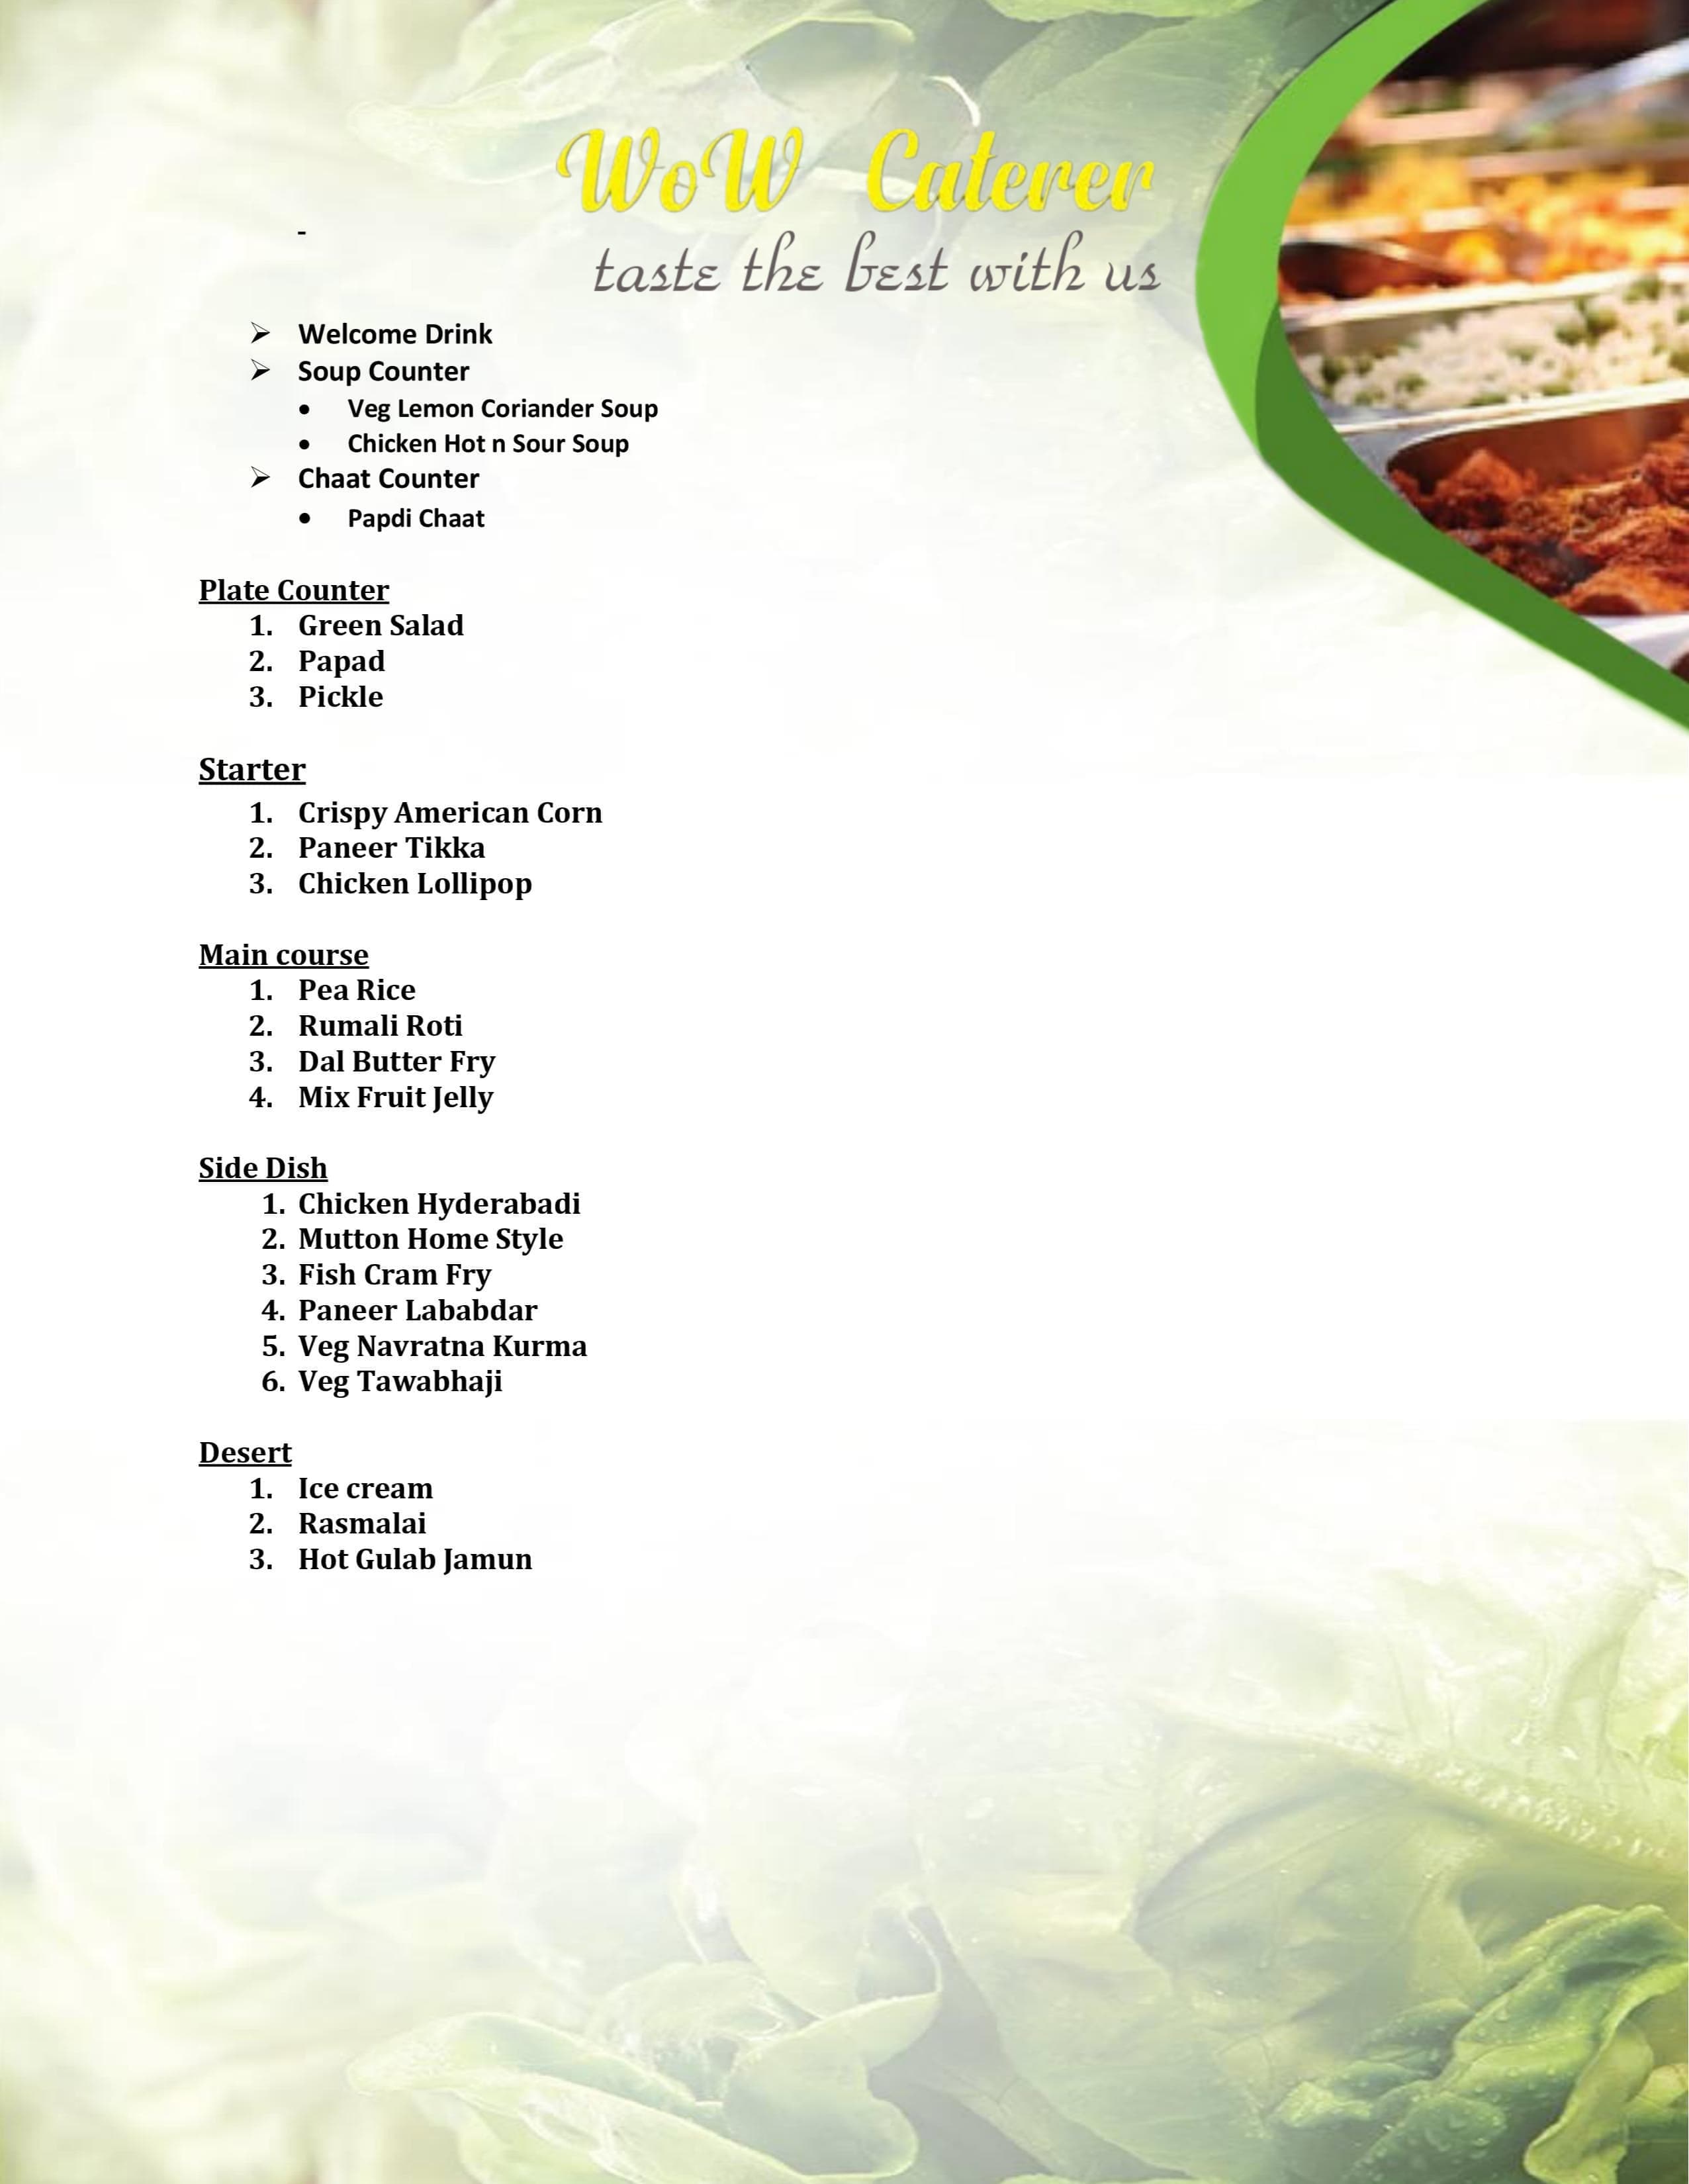 WoW Caterer
-
taste the best with us
➢ Welcome Drink
➢ Soup Counter
• Veg Lemon Coriander Soup
• Chicken Hot n Sour Soup
➢ Chaat Counter
• Papdi Chaat
Plate Counter
1. Green Salad
2. Papad
3. Pickle
Starter
1. Crispy American Corn
2. Paneer Tikka
3. Chicken Lollipop
Main course
1. Pea Rice
2. Rumali Roti
3. Dal Butter Fry
4. Mix Fruit Jelly
Side Dish
1. Chicken Hyderabadi
2. Mutton Home Style
3. Fish Cram Fry
4. Paneer Lababdar
5. Veg Navratna Kurma
6. Veg Tawabhaji
Desert
1. Ice cream
2. Rasmalai
3. Hot Gulab Jamun